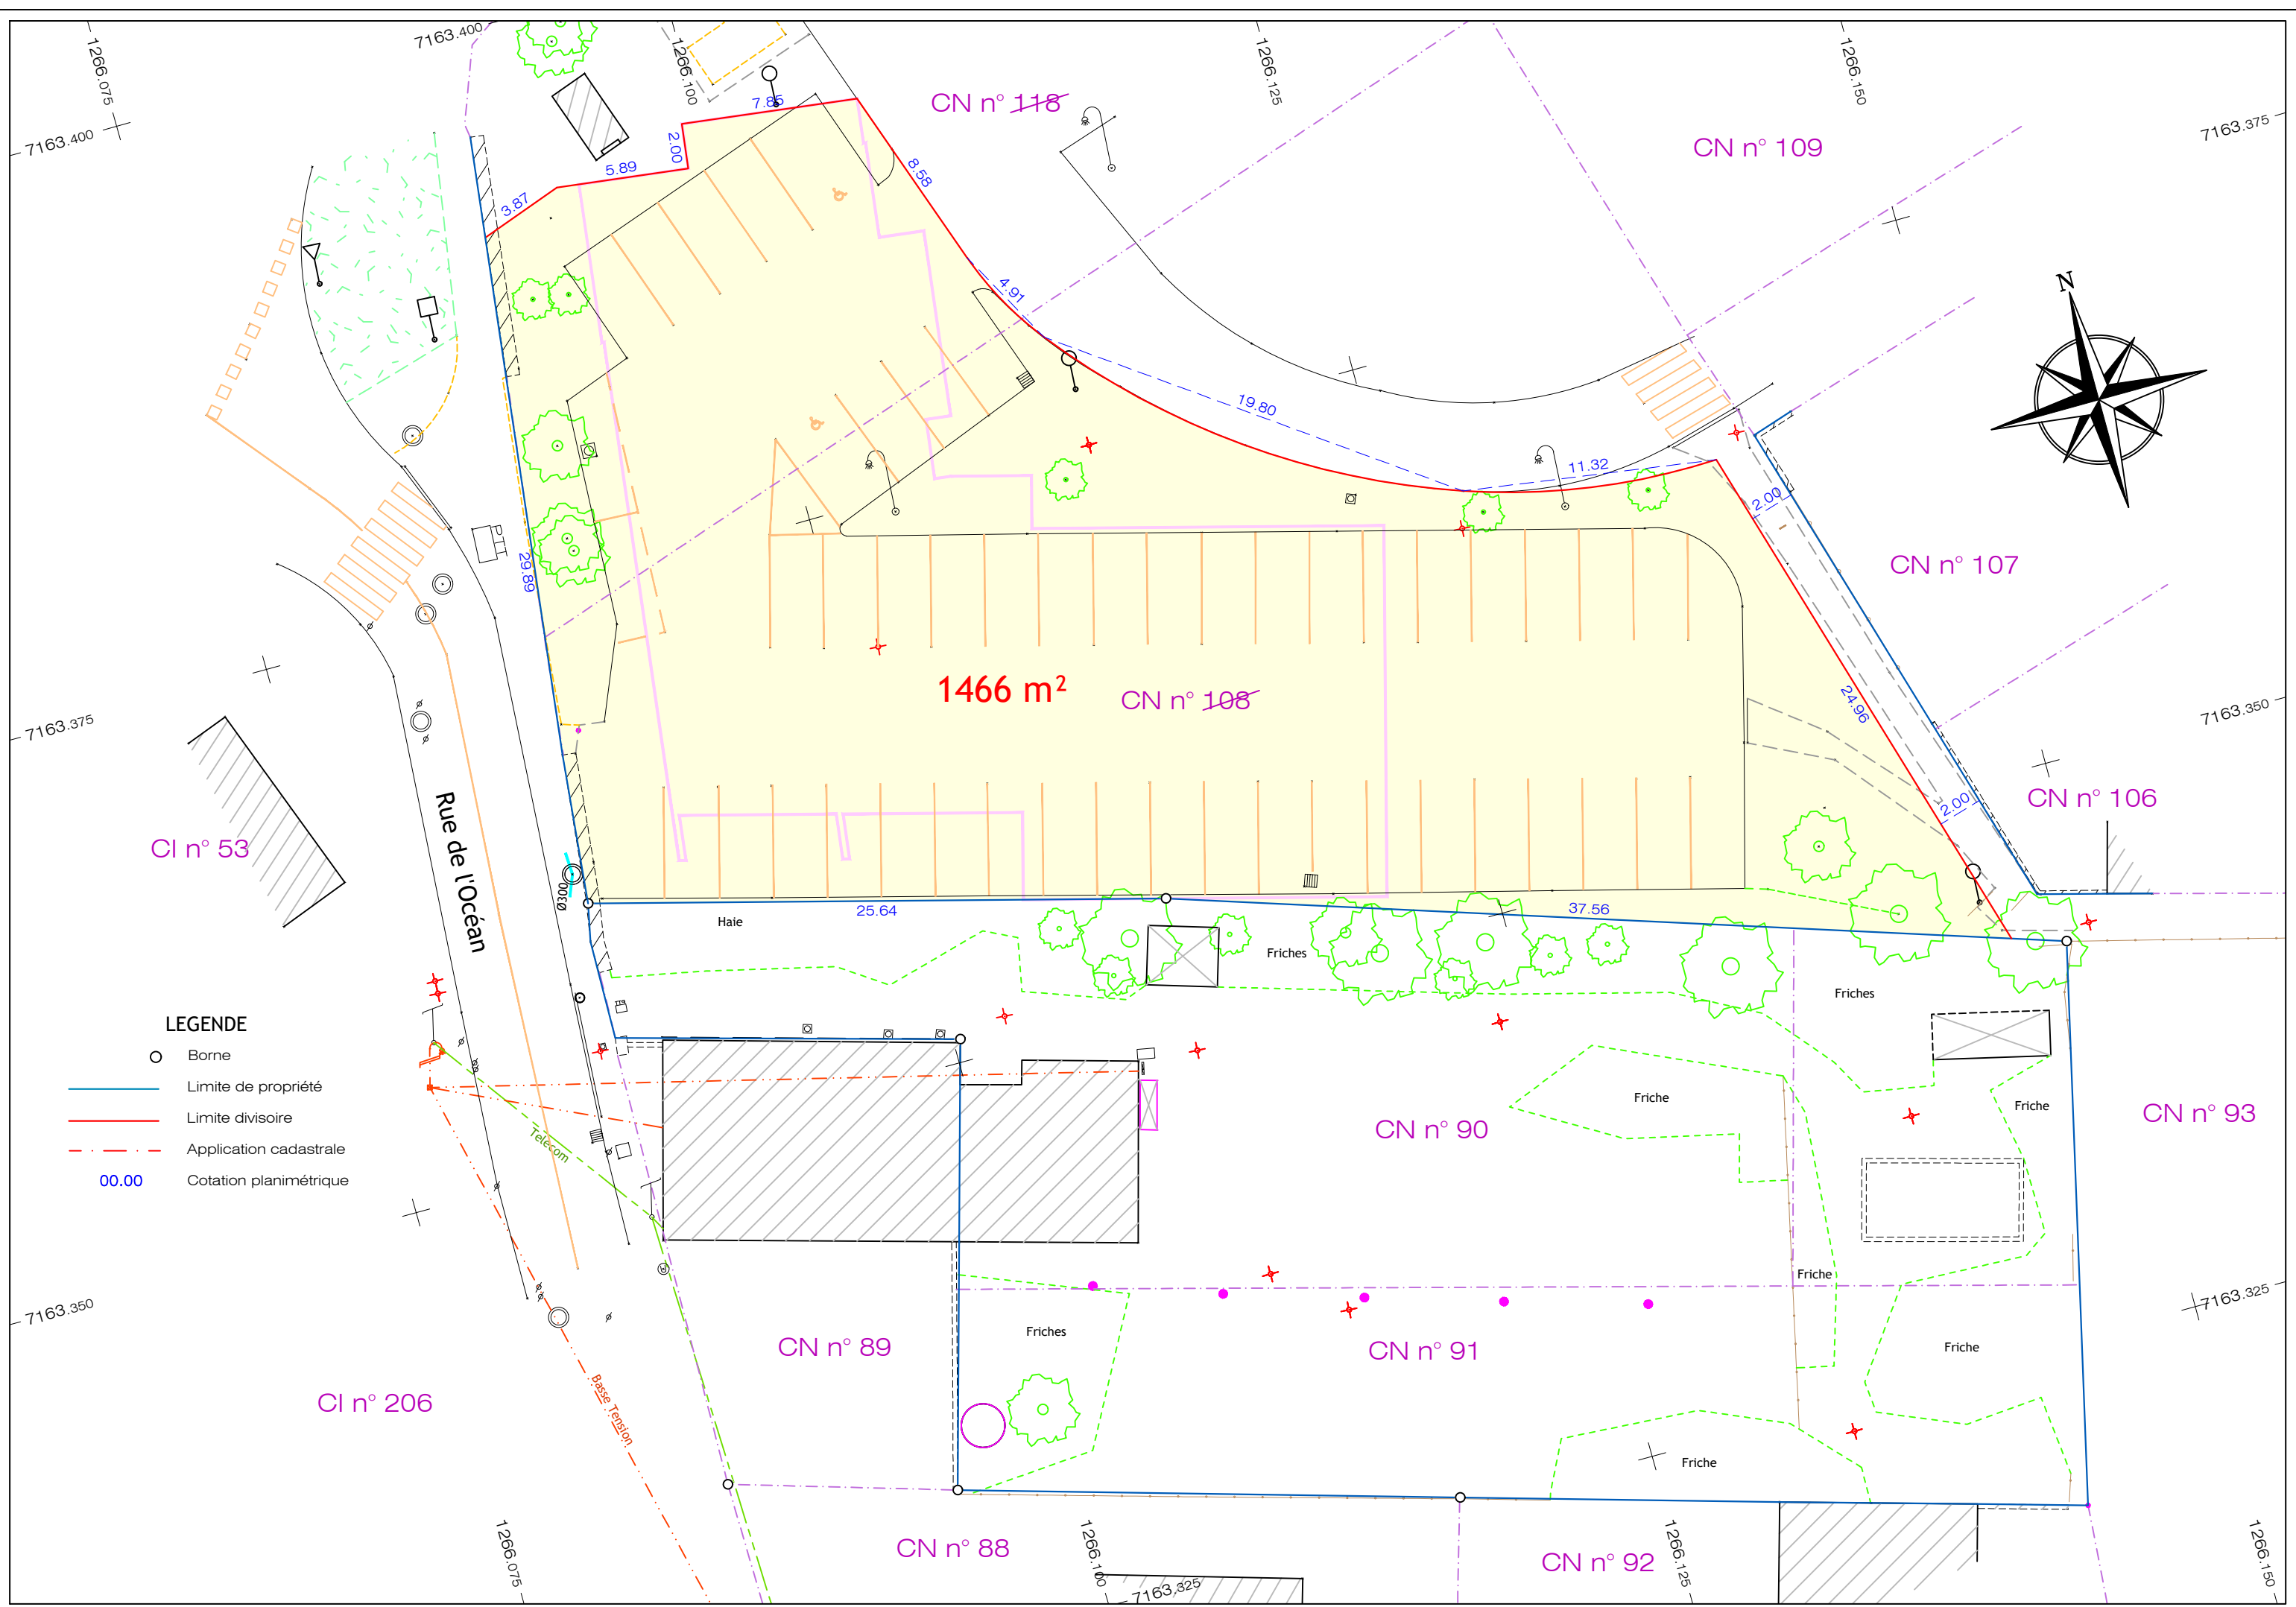 7163.400
1266.075
1266.100
1266.125
1266.150
7163.400
7163.375
CN n° 118
CN n° 109
7.85
2.00
5.89
3.87
8.58
4.91
19.80
11.32
2.00
N
29.89
CN n° 107
1466 m²
CN n° 108
24.96
7163.375
7163.350
2.00
CN n° 106
CI n° 53
Rue de l'Océan
Ø300
25.64
37.56
Haie
Friches
Friches
LEGENDE
Borne
Limite de propriété
Limite divisoire
Application cadastrale
00.00 Cotation planimétrique
Telecom
Friche
Friche
CN n° 93
CN n° 90
Friche
7163.350
7163.325
Friches
CN n° 89
CN n° 91
Friche
CI n° 206
Basse Tension
Friche
CN n° 88
CN n° 92
1266.075
1266.100
7163.325
1266.125
1266.150